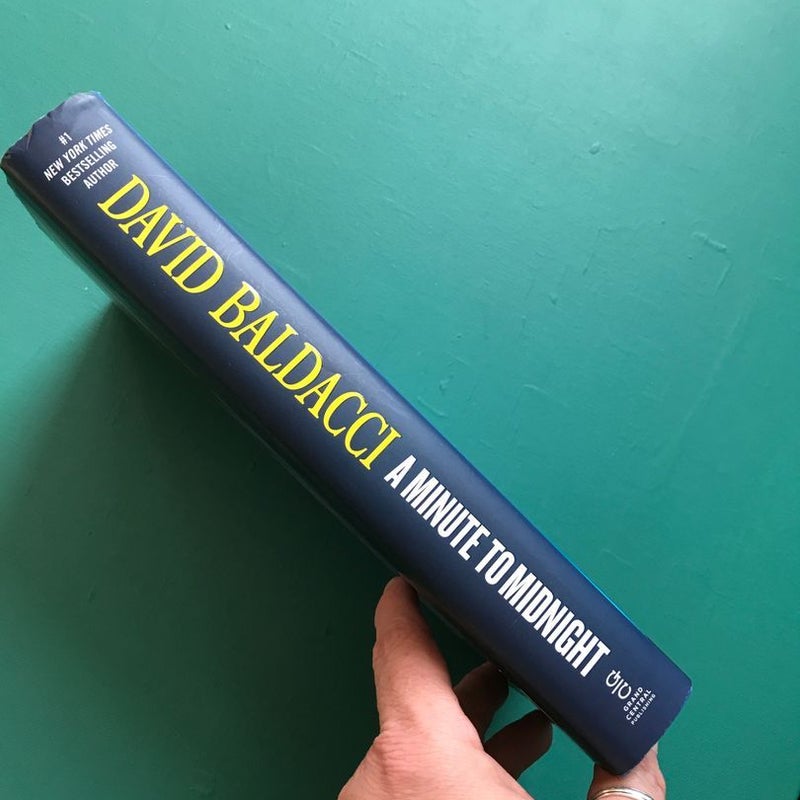 #1
NEW YORK TIMES
BESTSELLING
AUTHOR
DAVID BALDACCI
A MINUTE TO MIDNIGHT
GRAND
CENTRAL
PUBLISHING